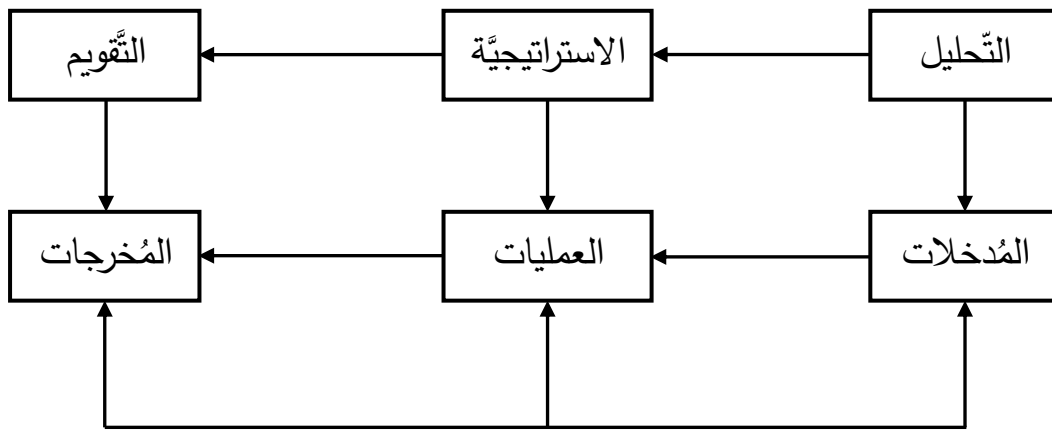 التّحليل
الاستراتيجيَّة
التَّقويم
المُدخلات
العمليات
المُخرجات